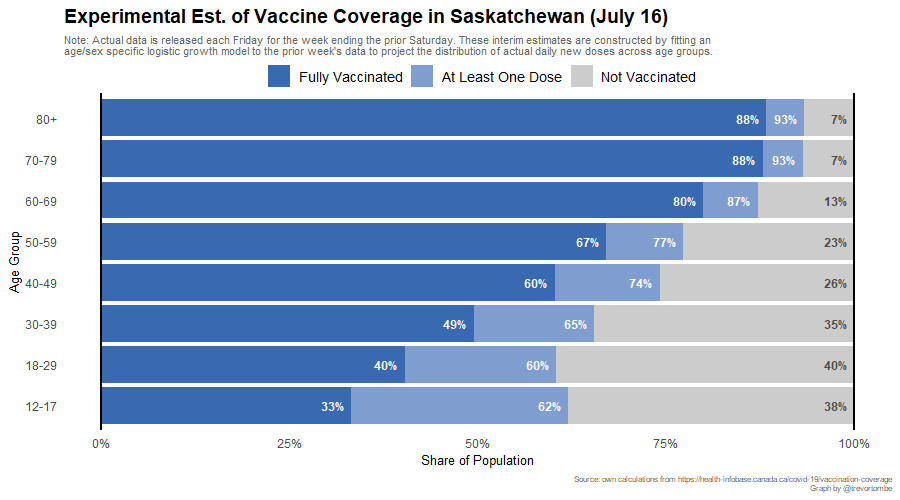 Experimental Est. of Vaccine Coverage in Saskatchewan (July 16)
Note: Actual data is released each Friday for the week ending the prior Saturday. These interim estimates are constructed by fitting an
age/sex specific logistic growth model to the prior week's data to project the distribution of actual daily new doses across age groups.
Fully Vaccinated At Least One Dose Not Vaccinated
80+ 88% 93% 7%
70-79 88% 93% 7%
60-69 80% 87% 13%
50-59 67% 77% 23%
40-49 60% 74% 26%
30-39 49% 65% 35%
18-29 40% 60% 40%
12-17 33% 62% 38%
Age Group
0% 25% 50% 75% 100%
Share of Population
Source: own calculations from https://health-infobase.canada.ca/covid-19/vaccination-coverage
Graph by @trevortombe